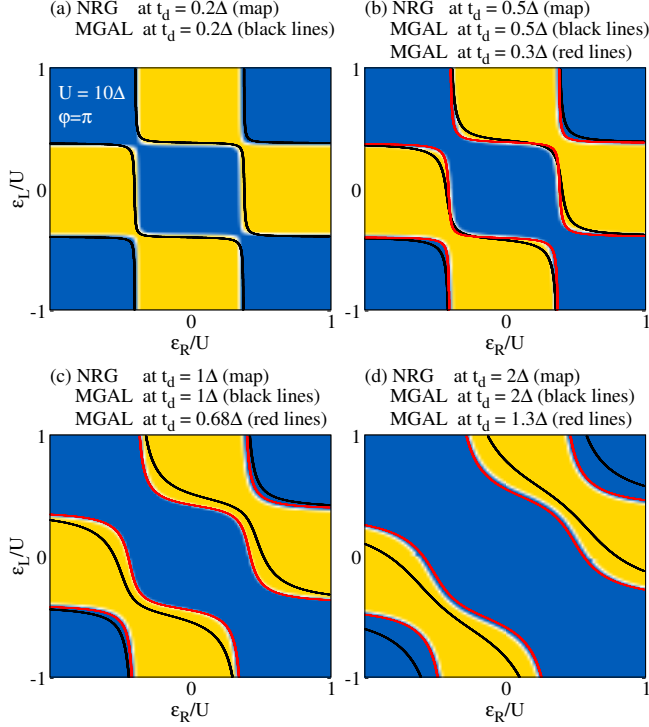 (a) NRG at t_d = 0.2Δ (map)
MGAL at t_d = 0.2Δ (black lines)
(b) NRG at t_d = 0.5Δ (map)
MGAL at t_d = 0.5Δ (black lines)
MGAL at t_d = 0.3Δ (red lines)
1
U = 10Δ
φ=π
0
ε_L/U
-1
0
1
ε_R/U
1
0
ε_L/U
-1
0
1
ε_R/U
(c) NRG at t_d = 1Δ (map)
MGAL at t_d = 1Δ (black lines)
MGAL at t_d = 0.68Δ (red lines)
(d) NRG at t_d = 2Δ (map)
MGAL at t_d = 2Δ (black lines)
MGAL at t_d = 1.3Δ (red lines)
1
0
ε_L/U
-1
0
1
ε_R/U
1
0
ε_L/U
-1
0
1
ε_R/U